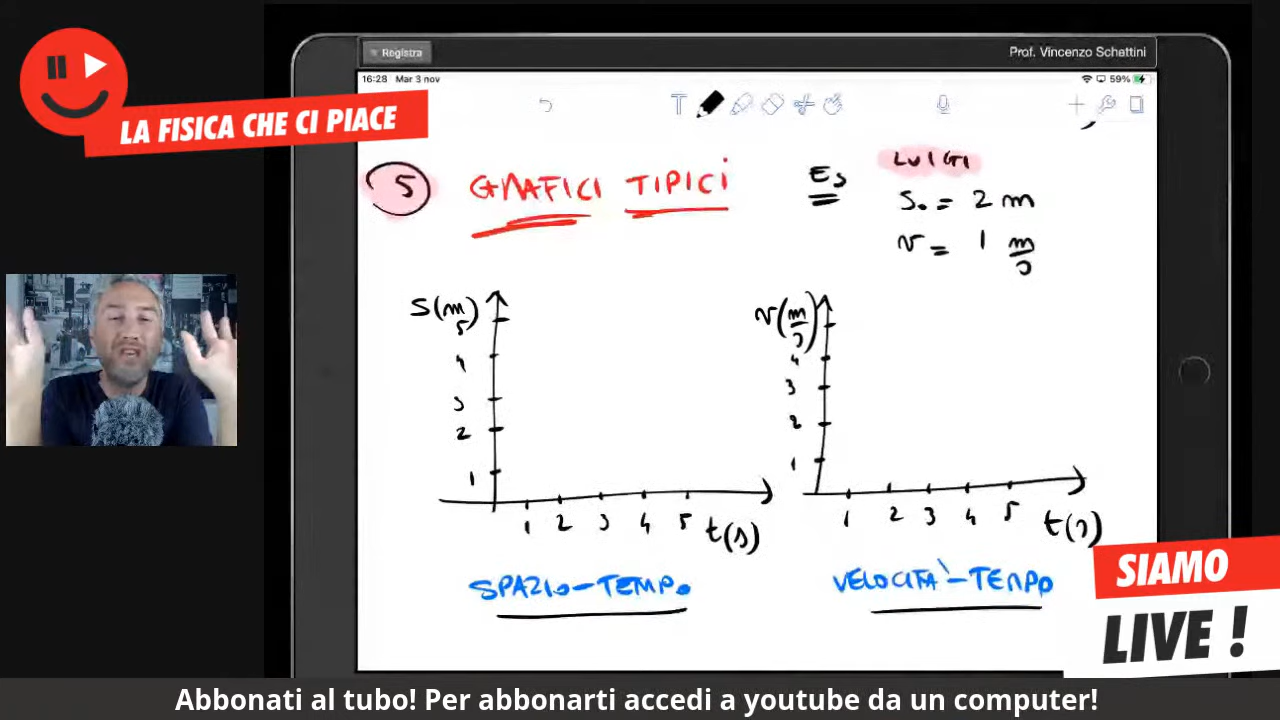 Registra
Prof. Vincenzo Schettini
16:28 Mar 3 nov
59%
LA FISICA CHE CI PIACE
5 GRAFICI TIPICI
Es
LUIGI
S₀ = 2 m
v = 1 m/s
S(m)
5
4
3
2
1
1 2 3 4 5 t(s)
SPAZIO-TEMPO
v(m/s)
4
3
2
1
1 2 3 4 5 t(s)
VELOCITA'-TEMPO
SIAMO
LIVE !
Abbonati al tubo! Per abbonarti accedi a youtube da un computer!